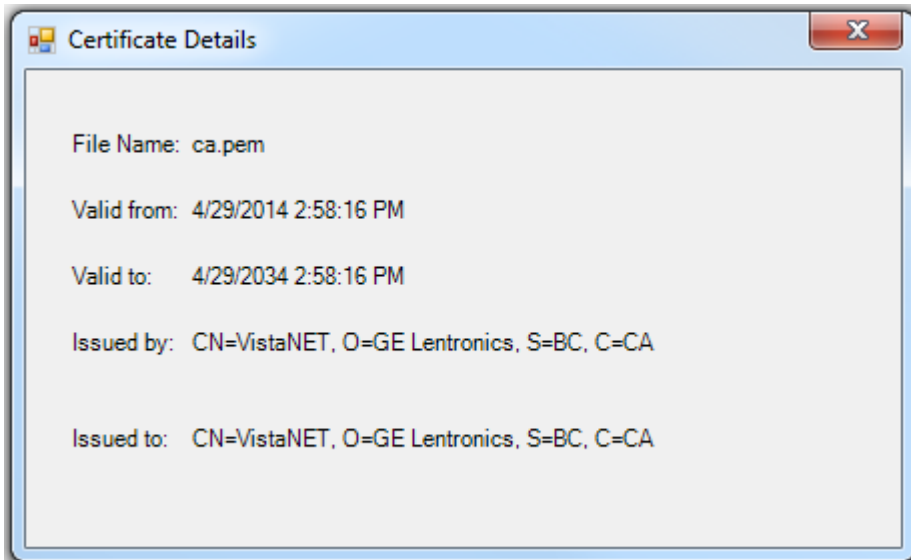 Certificate Details
File Name: ca.pem
Valid from: 4/29/2014 2:58:16 PM
Valid to: 4/29/2034 2:58:16 PM
Issued by: CN=VistaNET, O=GE Lentronics, S=BC, C=CA
Issued to: CN=VistaNET, O=GE Lentronics, S=BC, C=CA